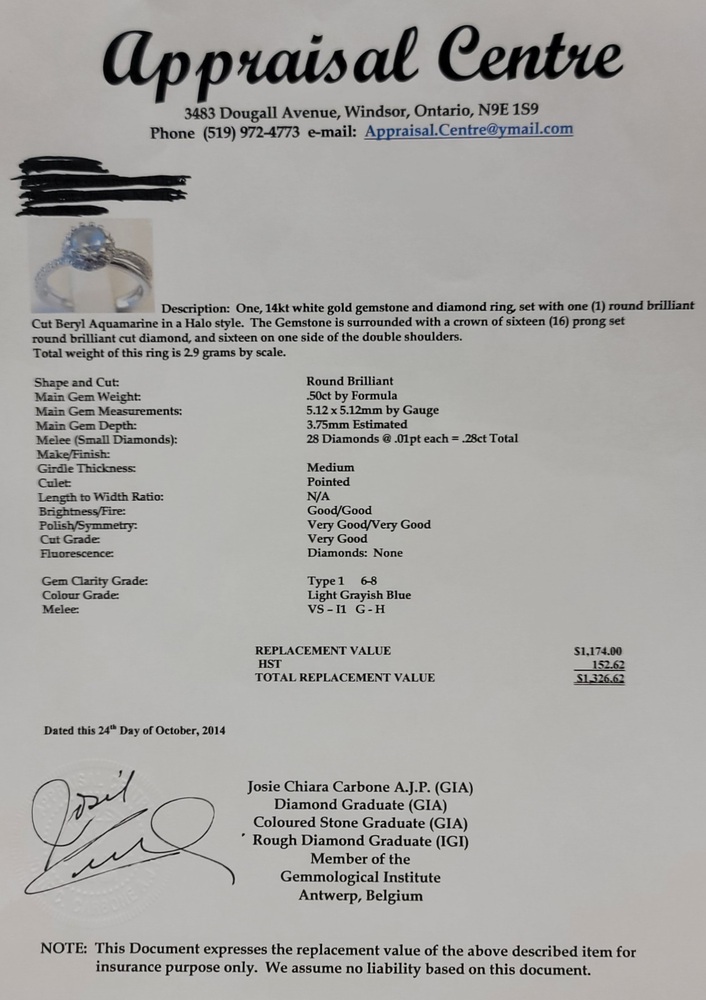 Appraisal Centre
3483 Dougall Avenue, Windsor, Ontario, N9E 1S9
Phone (519) 972-4773 e-mail: Appraisal.Centre@ymail.com
Description: One, 14kt white gold gemstone and diamond ring, set with one (1) round brilliant
Cut Beryl Aquamarine in a Halo style. The Gemstone is surrounded with a crown of sixteen (16) prong set
round brilliant cut diamond, and sixteen on one side of the double shoulders.
Total weight of this ring is 2.9 grams by scale.
Shape and Cut: Round Brilliant
Main Gem Weight: .50ct by Formula
Main Gem Measurements: 5.12 x 5.12mm by Gauge
Main Gem Depth: 3.75mm Estimated
Melee (Small Diamonds): 28 Diamonds @ .01pt each = .28ct Total
Make/Finish:
Girdle Thickness: Medium
Culet: Pointed
Length to Width Ratio: N/A
Brightness/Fire: Good/Good
Polish/Symmetry: Very Good/Very Good
Cut Grade: Very Good
Fluorescence: Diamonds: None
Gem Clarity Grade: Type 1 6-8
Colour Grade: Light Grayish Blue
Melee: VS – I1 G - H
REPLACEMENT VALUE $1,174.00
HST 152.62
TOTAL REPLACEMENT VALUE $1,326.62
Dated this 24th Day of October, 2014
Josie Chiara Carbone A.J.P. (GIA)
Diamond Graduate (GIA)
Coloured Stone Graduate (GIA)
Rough Diamond Graduate (IGI)
Member of the
Gemmological Institute
Antwerp, Belgium
NOTE: This Document expresses the replacement value of the above described item for
insurance purpose only. We assume no liability based on this document.